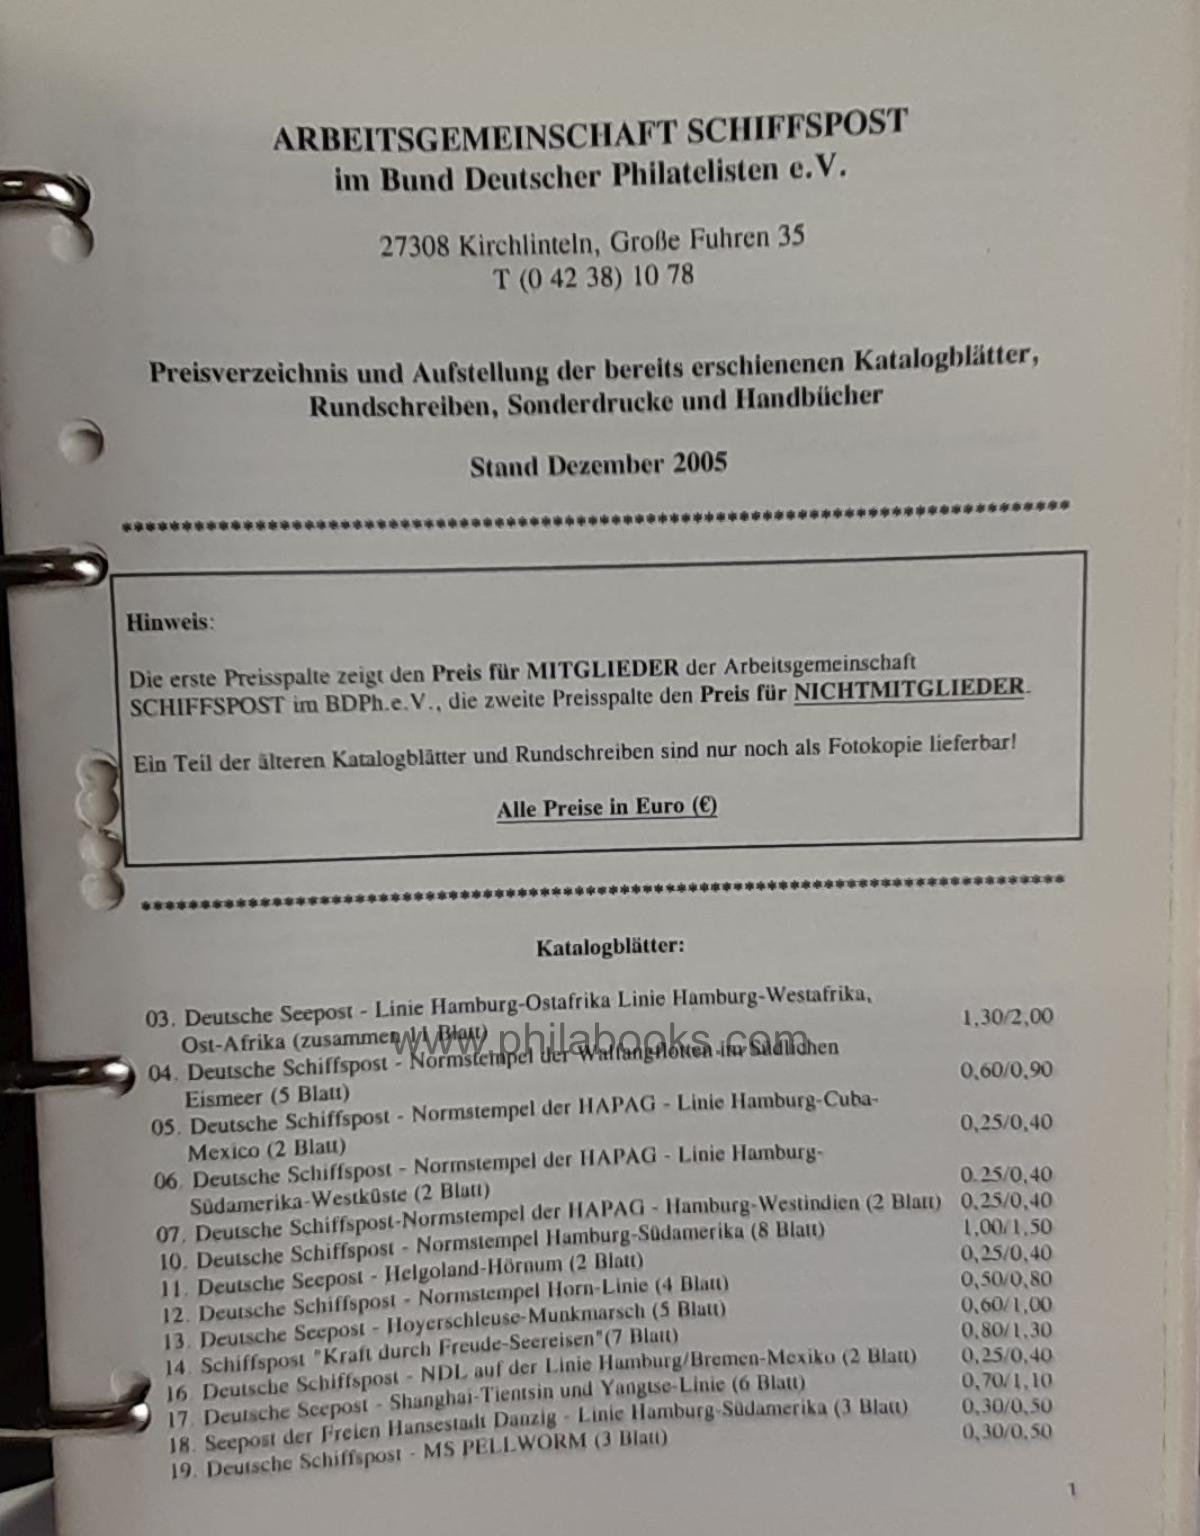 ARBEITSGEMEINSCHAFT SCHIFFSPOST
im Bund Deutscher Philatelisten e.V.
27308 Kirchlinteln, Große Fuhren 35
T (0 42 38) 10 78
Preisverzeichnis und Aufstellung der bereits erschienenen Katalogblätter,
Rundschreiben, Sonderdrucke und Handbücher
Stand Dezember 2005
*******************************************************************************
Hinweis:
Die erste Preisspalte zeigt den Preis für MITGLIEDER der Arbeitsgemeinschaft
SCHIFFSPOST im BDPh.e.V., die zweite Preisspalte den Preis für NICHTMITGLIEDER.
Ein Teil der älteren Katalogblätter und Rundschreiben sind nur noch als Fotokopie lieferbar!
Alle Preise in Euro (€)
*******************************************************************************
Katalogblätter:
03. Deutsche Seepost - Linie Hamburg-Ostafrika Linie Hamburg-Westafrika,
Ost-Afrika (zusammen 11 Blatt) 1,30/2,00
www.philabooks.com
04. Deutsche Schiffspost - Normstempel der Walfangflotten im Südlichen
Eismeer (5 Blatt) 0,60/0,90
05. Deutsche Schiffspost - Normstempel der HAPAG - Linie Hamburg-Cuba-
Mexico (2 Blatt) 0,25/0,40
06. Deutsche Schiffspost - Normstempel der HAPAG - Linie Hamburg-
Südamerika-Westküste (2 Blatt) 0.25/0,40
07. Deutsche Schiffspost-Normstempel der HAPAG - Hamburg-Westindien (2 Blatt) 0,25/0,40
10. Deutsche Schiffspost - Normstempel Hamburg-Südamerika (8 Blatt) 1,00/1,50
11. Deutsche Seepost - Helgoland-Hörnum (2 Blatt) 0,25/0,40
12. Deutsche Schiffspost - Normstempel Horn-Linie (4 Blatt) 0,50/0,80
13. Deutsche Seepost - Hoyerschleuse-Munkmarsch (5 Blatt) 0,60/1,00
14. Schiffspost "Kraft durch Freude-Seereisen"(7 Blatt) 0,80/1,30
16. Deutsche Schiffspost - NDL auf der Linie Hamburg/Bremen-Mexiko (2 Blatt) 0,25/0,40
17. Deutsche Seepost - Shanghai-Tientsin und Yangtse-Linie (6 Blatt) 0,70/1,10
18. Seepost der Freien Hansestadt Danzig - Linie Hamburg-Südamerika (3 Blatt) 0,30/0,50
19. Deutsche Schiffspost - MS PELLWORM (3 Blatt) 0,30/0,50
1